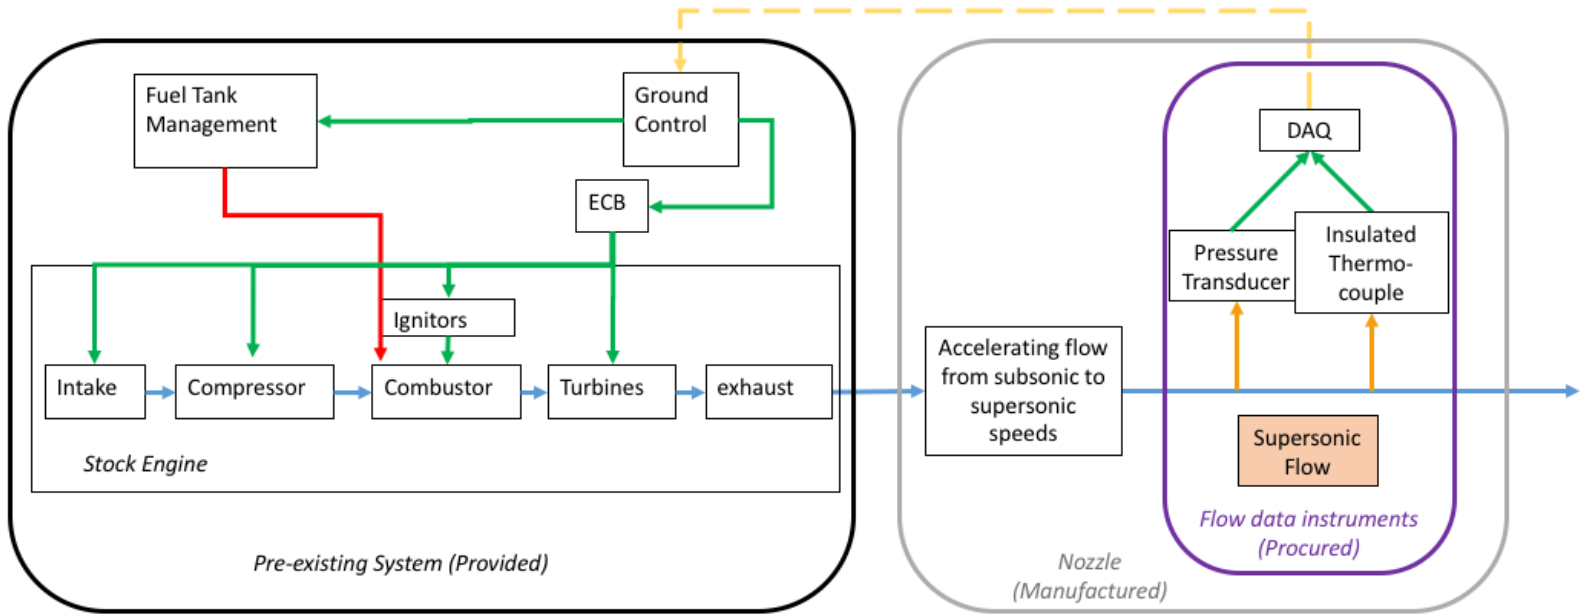 Fuel Tank
Management
Ground
Control
ECB
Ignitors
Intake
Compressor
Combustor
Turbines
exhaust
Stock Engine
Pre-existing System (Provided)
DAQ
Pressure
Transducer
Insulated
Thermo-
couple
Accelerating flow
from subsonic to
supersonic
speeds
Supersonic
Flow
Flow data instruments
(Procured)
Nozzle
(Manufactured)